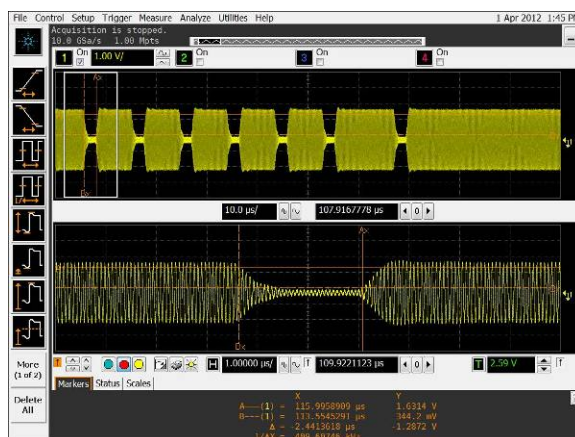 File Control Setup Trigger Measure Analyze Utilities Help 1 Apr 2012 1:45 PM
Acquisition is stopped.
10.0 GSa/s 1.00 Mpts
1 On 1.00 V/ 2 On 3 On 4 On
Ax
Bx
10.0 µs/ 107.9167778 µs 0
Ax
Bx
More
(1 of 2)
Delete
All
H 1.00000 µs/ 109.9221123 µs 0 T 2.59 V
Markers Status Scales
X Y
A---(1) = 115.9958909 µs 1.6314 V
B---(1) = 113.5545291 µs 344.2 mV
Δ = -2.4413618 µs -1.2872 V